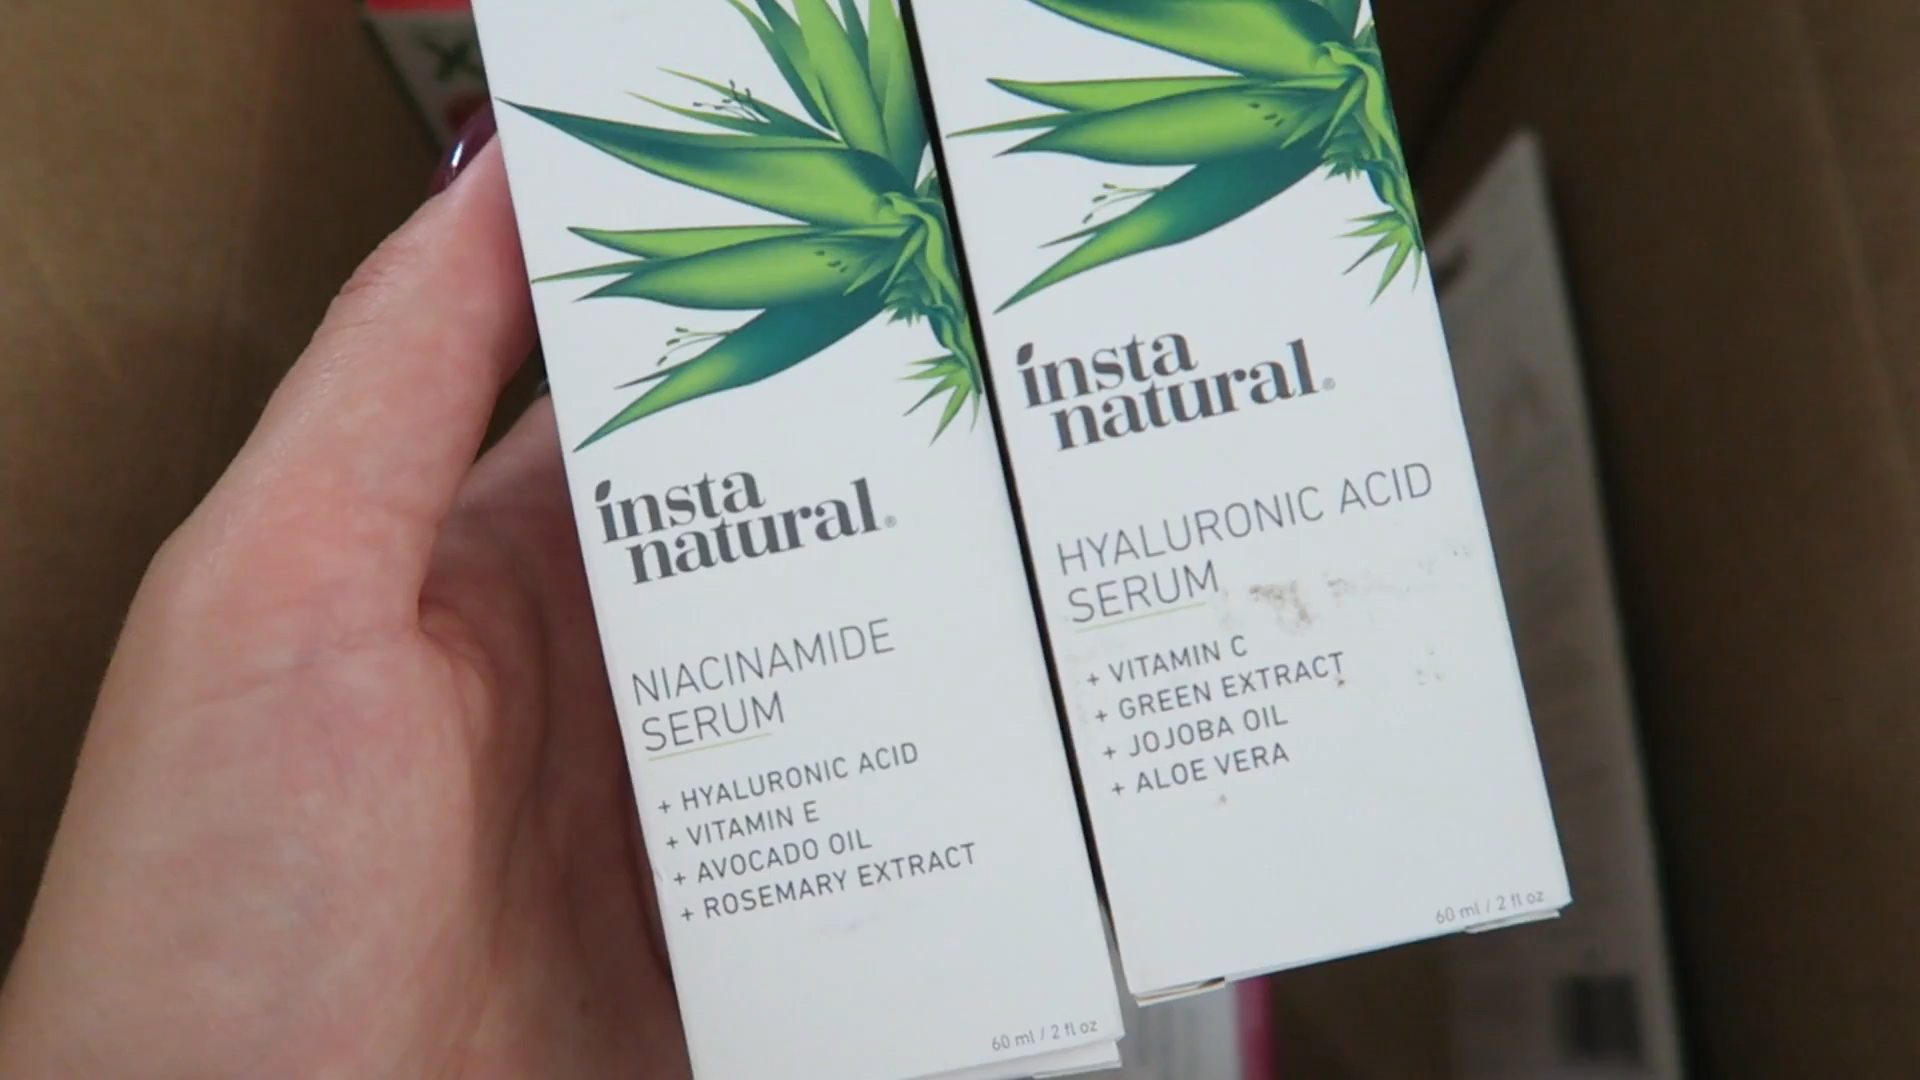 insta
natural®
NIACINAMIDE
SERUM
+ HYALURONIC ACID
+ VITAMIN E
+ AVOCADO OIL
+ ROSEMARY EXTRACT
60 ml / 2 fl oz
insta
natural®
HYALURONIC ACID
SERUM
+ VITAMIN C
+ GREEN EXTRACT
+ JOJOBA OIL
+ ALOE VERA
60 ml / 2 fl oz